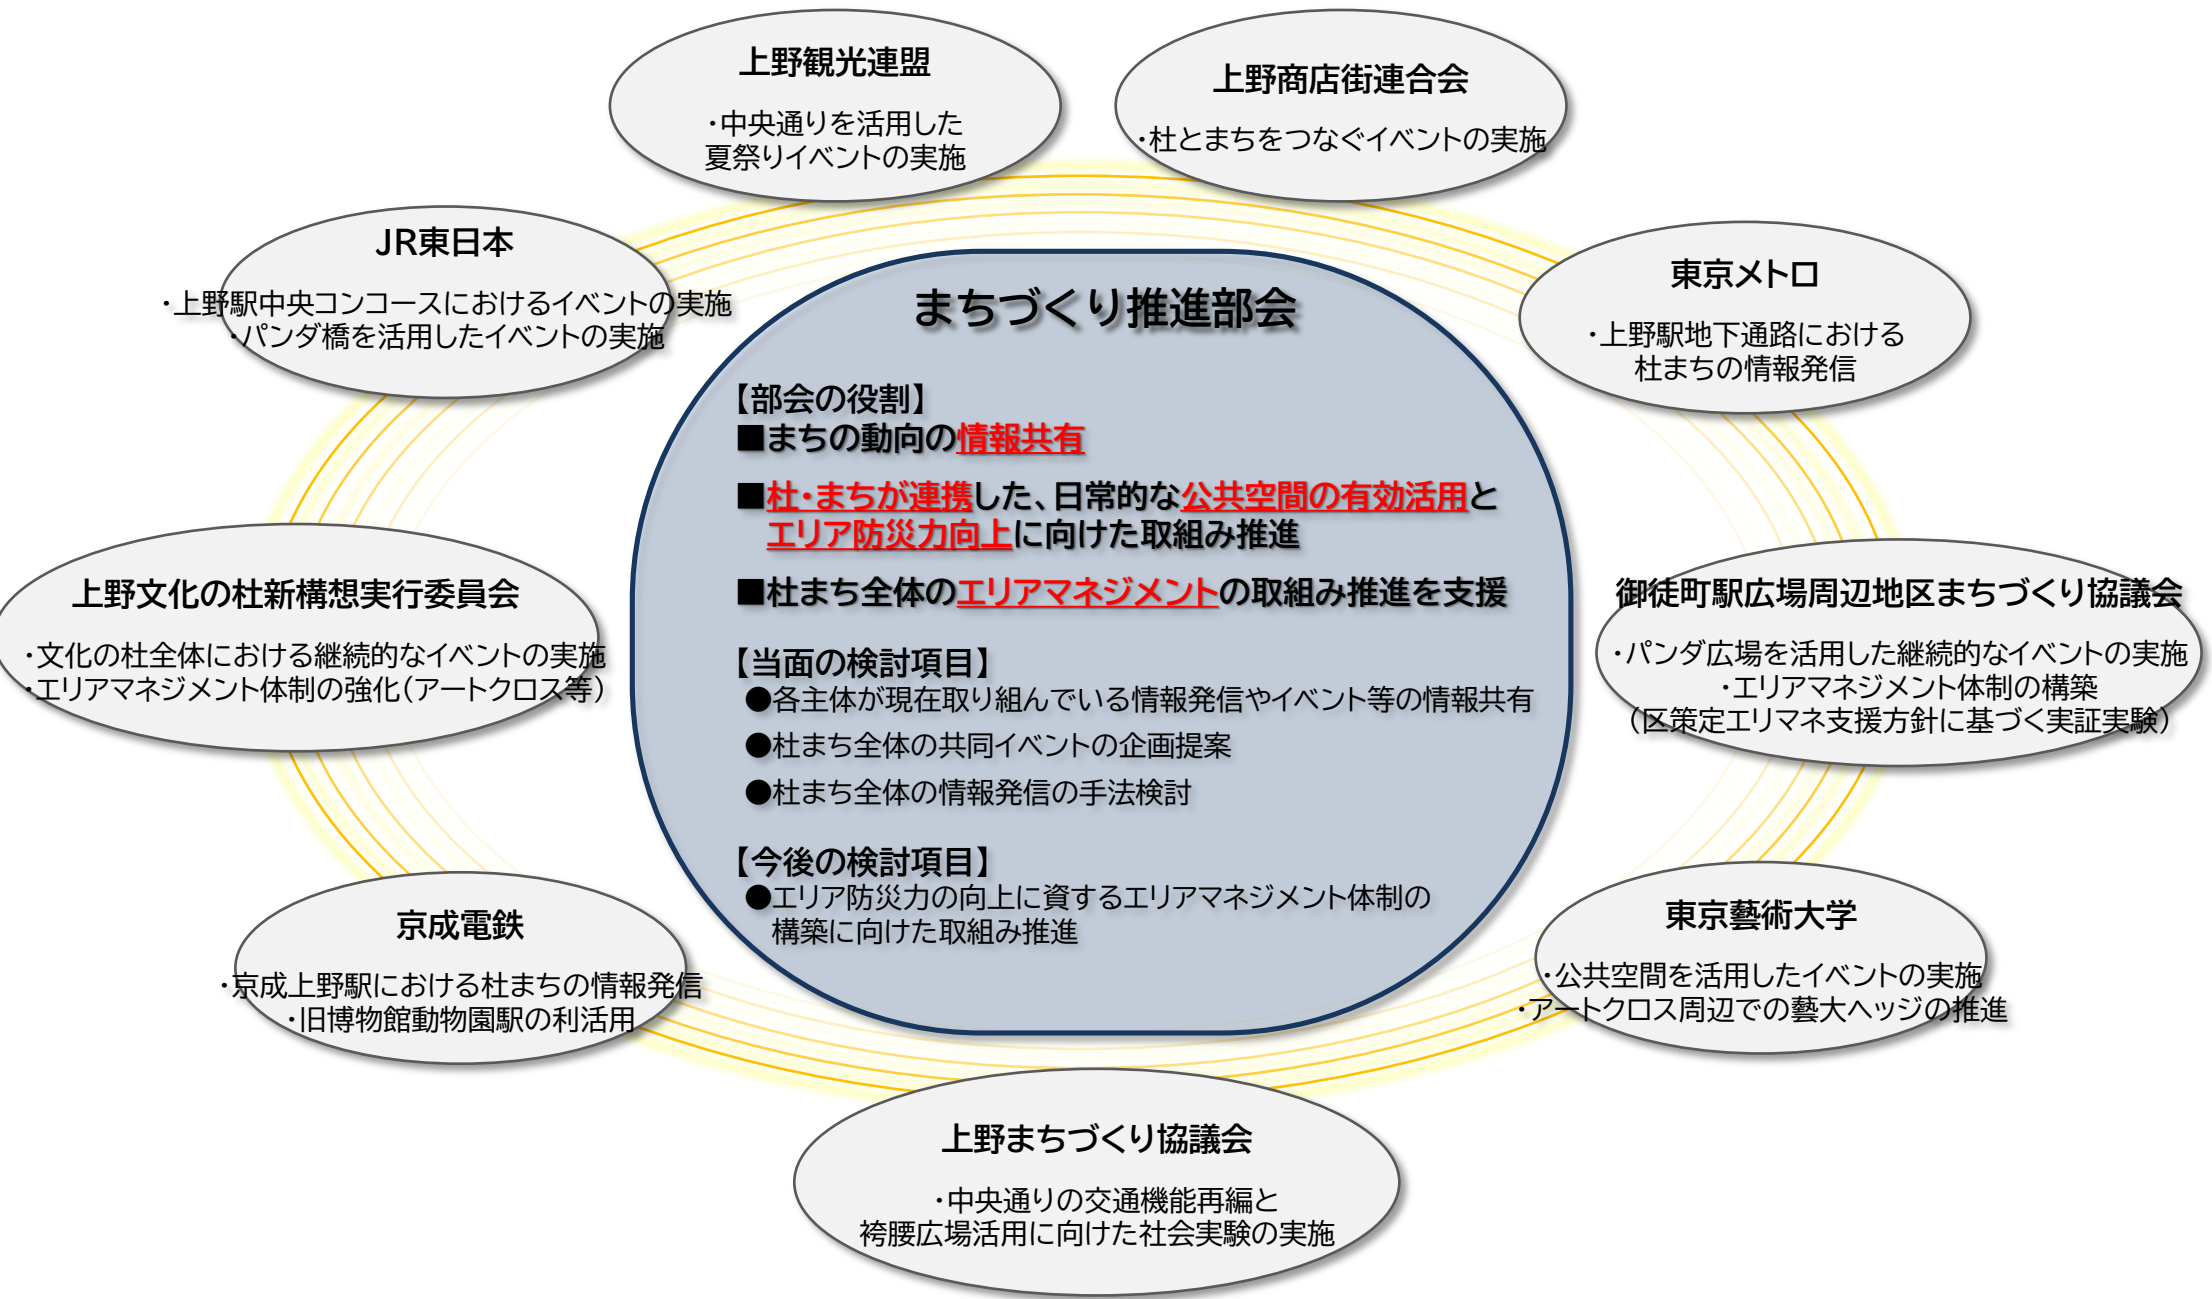 上野観光連盟
・中央通りを活用した
夏祭りイベントの実施
上野商店街連合会
・杜とまちをつなぐイベントの実施
JR東日本
・上野駅中央コンコースにおけるイベントの実施
・パンダ橋を活用したイベントの実施
東京メトロ
・上野駅地下通路における
杜まちの情報発信
まちづくり推進部会
【部会の役割】
■まちの動向の情報共有
■杜・まちが連携した、日常的な公共空間の有効活用と
エリア防災力向上に向けた取組み推進
■杜まち全体のエリアマネジメントの取組み推進を支援
【当面の検討項目】
●各主体が現在取り組んでいる情報発信やイベント等の情報共有
●杜まち全体の共同イベントの企画提案
●杜まち全体の情報発信の手法検討
【今後の検討項目】
●エリア防災力の向上に資するエリアマネジメント体制の
構築に向けた取組み推進
上野文化の杜新構想実行委員会
・文化の杜全体における継続的なイベントの実施
・エリアマネジメント体制の強化（アートクロス等）
御徒町駅広場周辺地区まちづくり協議会
・パンダ広場を活用した継続的なイベントの実施
・エリアマネジメント体制の構築
（区策定エリマネ支援方針に基づく実証実験）
京成電鉄
・京成上野駅における杜まちの情報発信
・旧博物館動物園駅の利活用
東京藝術大学
・公共空間を活用したイベントの実施
・アートクロス周辺での藝大ヘッジの推進
上野まちづくり協議会
・中央通りの交通機能再編と
袴腰広場活用に向けた社会実験の実施